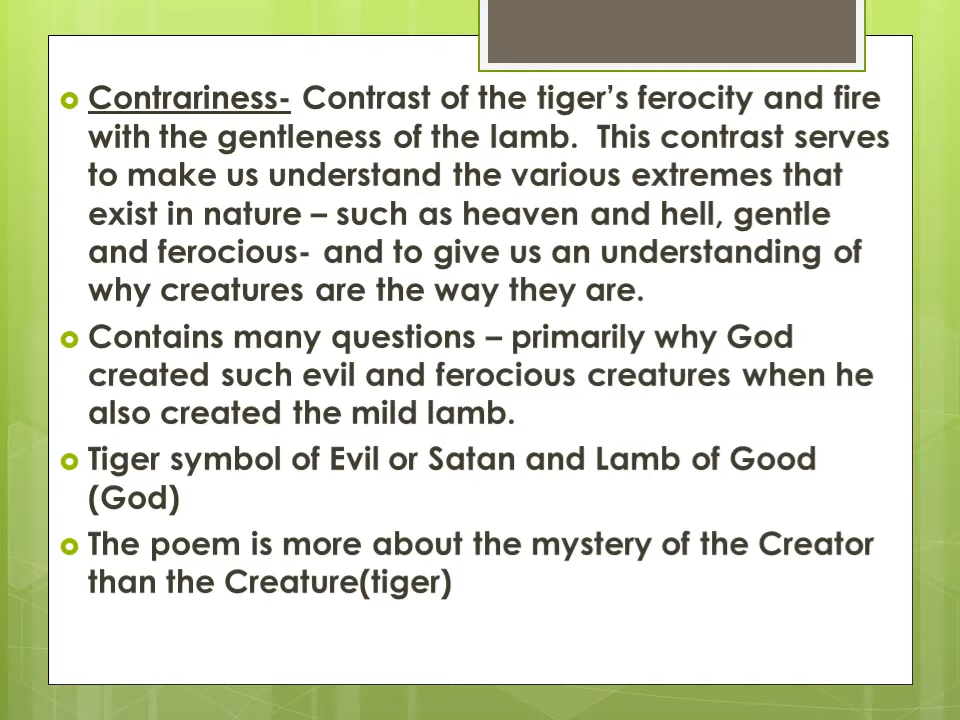 Contrariness- Contrast of the tiger’s ferocity and fire
with the gentleness of the lamb.  This contrast serves
to make us understand the various extremes that
exist in nature – such as heaven and hell, gentle
and ferocious- and to give us an understanding of
why creatures are the way they are.
Contains many questions – primarily why God
created such evil and ferocious creatures when he
also created the mild lamb.
Tiger symbol of Evil or Satan and Lamb of Good
(God)
The poem is more about the mystery of the Creator
than the Creature(tiger)